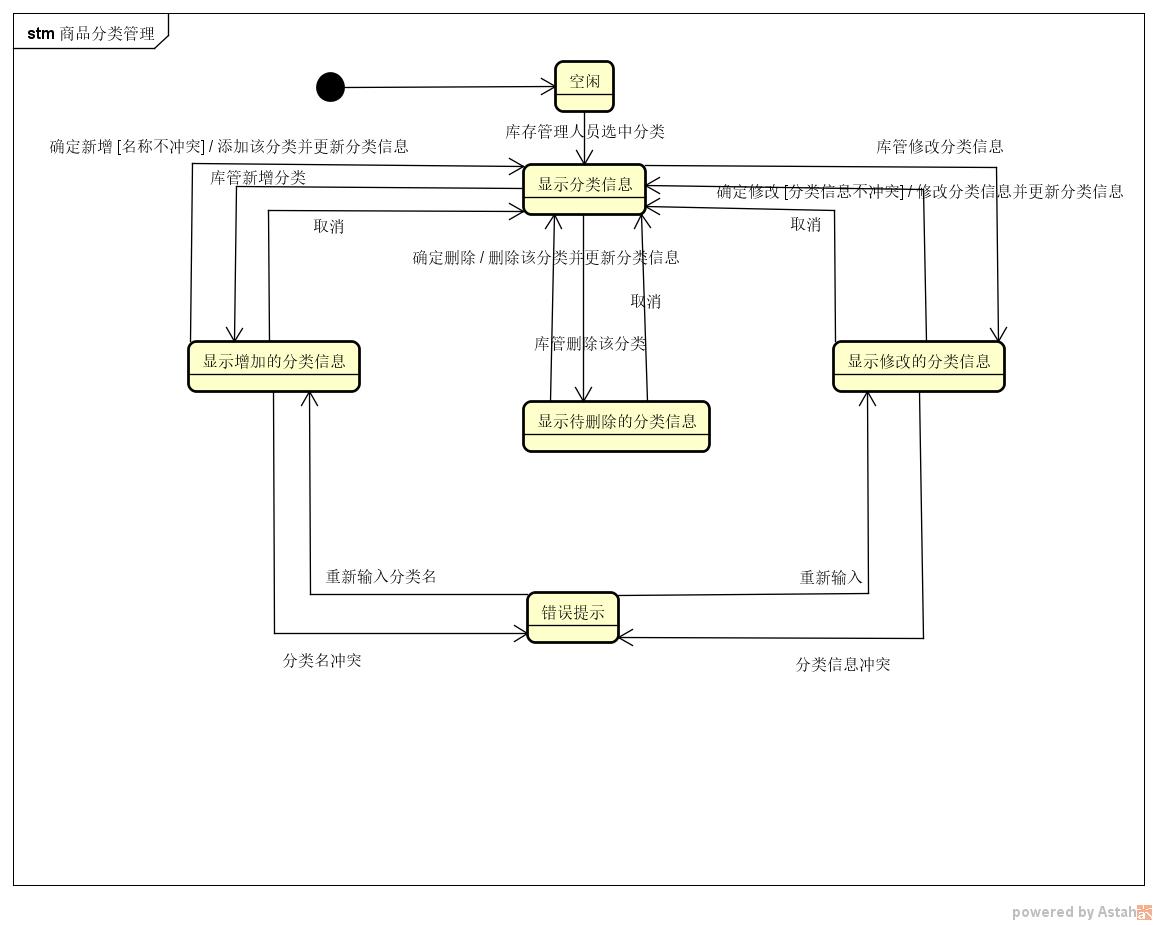 stm 商品分类管理
空闲
库存管理人员选中分类
确定新增 [名称不冲突] / 添加该分类并更新分类信息
库管修改分类信息
库管新增分类
显示分类信息
确定修改 [分类信息不冲突] / 修改分类信息并更新分类信息
取消
取消
确定删除 / 删除该分类并更新分类信息
取消
库管删除该分类
显示增加的分类信息
显示修改的分类信息
显示待删除的分类信息
重新输入分类名
重新输入
错误提示
分类名冲突
分类信息冲突
powered by Astah